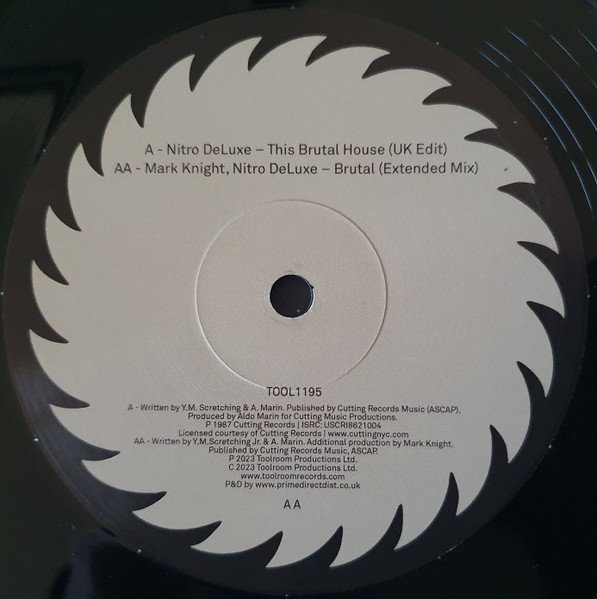 A - Nitro DeLuxe – This Brutal House (UK Edit)
AA - Mark Knight, Nitro DeLuxe – Brutal (Extended Mix)
TOOL1195
A - Written by Y.M. Scretching & A. Marin. Published by Cutting Records Music (ASCAP).
Produced by Aldo Marin for Cutting Music Productions.
P 1987 Cutting Records | ISRC: USCRI8621004
Licensed courtesy of Cutting Records | www.cuttingnyc.com
AA - Written by Y.M.Scretching Jr. & A. Marin. Additional production by Mark Knight.
Published by Cutting Records Music, ASCAP.
P 2023 Toolroom Productions Ltd.
C 2023 Toolroom Productions Ltd.
www.toolroomrecords.com
P&D by www.primedirectdist.co.uk
AA